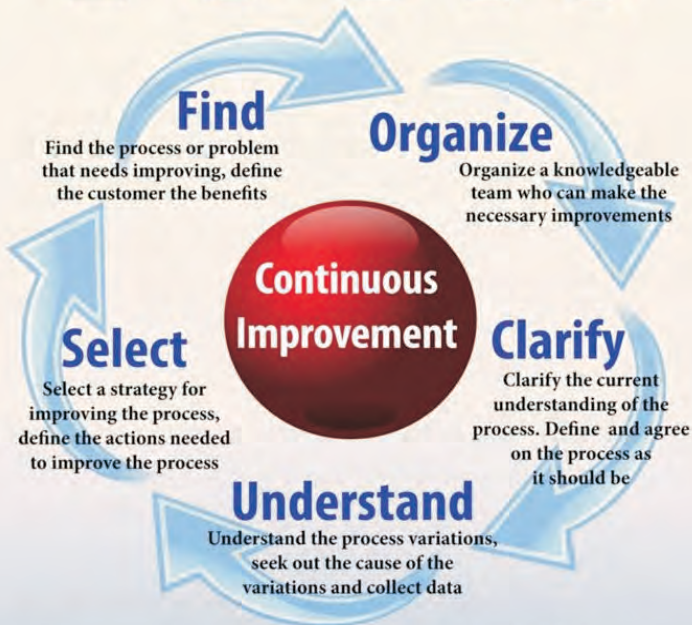 Find
Find the process or problem
that needs improving, define
the customer the benefits
Organize
Organize a knowledgeable
team who can make the
necessary improvements
Continuous
Improvement
Clarify
Clarify the current
understanding of the
process. Define and agree
on the process as
it should be
Understand
Understand the process variations,
seek out the cause of the
variations and collect data
Select
Select a strategy for
improving the process,
define the actions needed
to improve the process